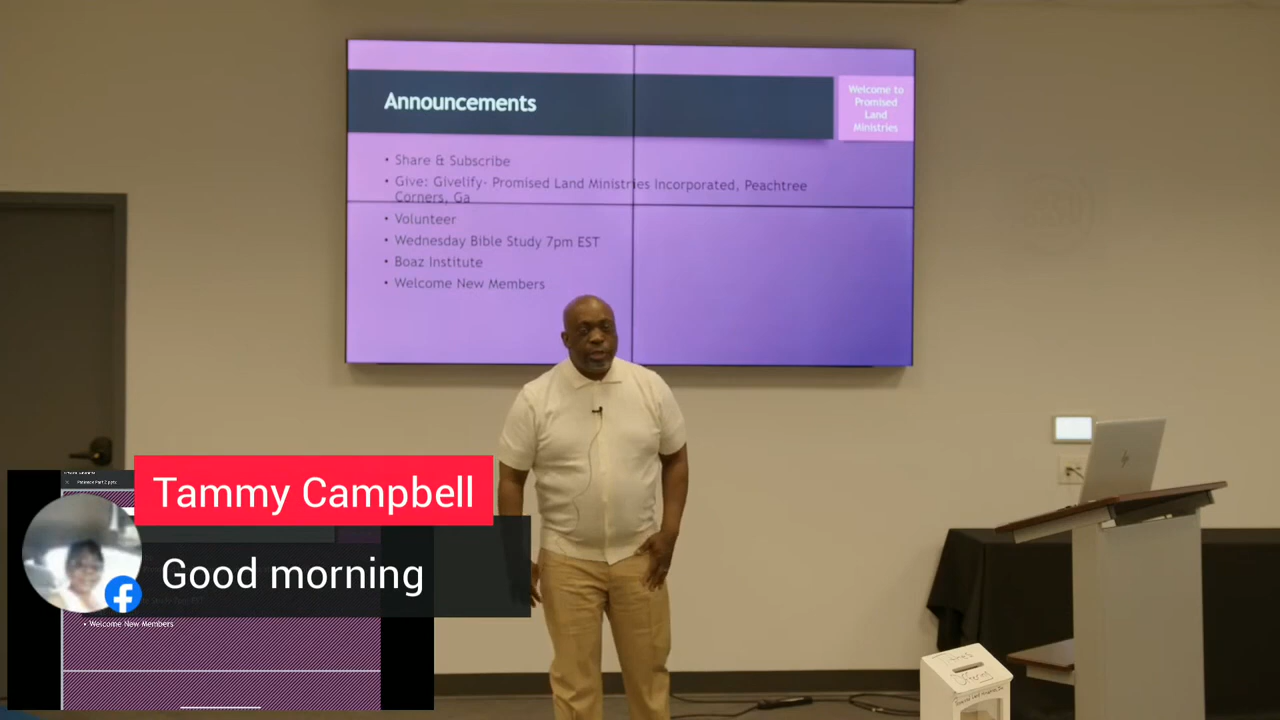 Announcements
Welcome to
Promised
Land
Ministries
• Share & Subscribe
• Give: Givelify- Promised Land Ministries Incorporated, Peachtree
Corners, Ga
• Volunteer
• Wednesday Bible Study 7pm EST
• Boaz Institute
• Welcome New Members
Tammy Campbell
Good morning
• Welcome New Members
Offering